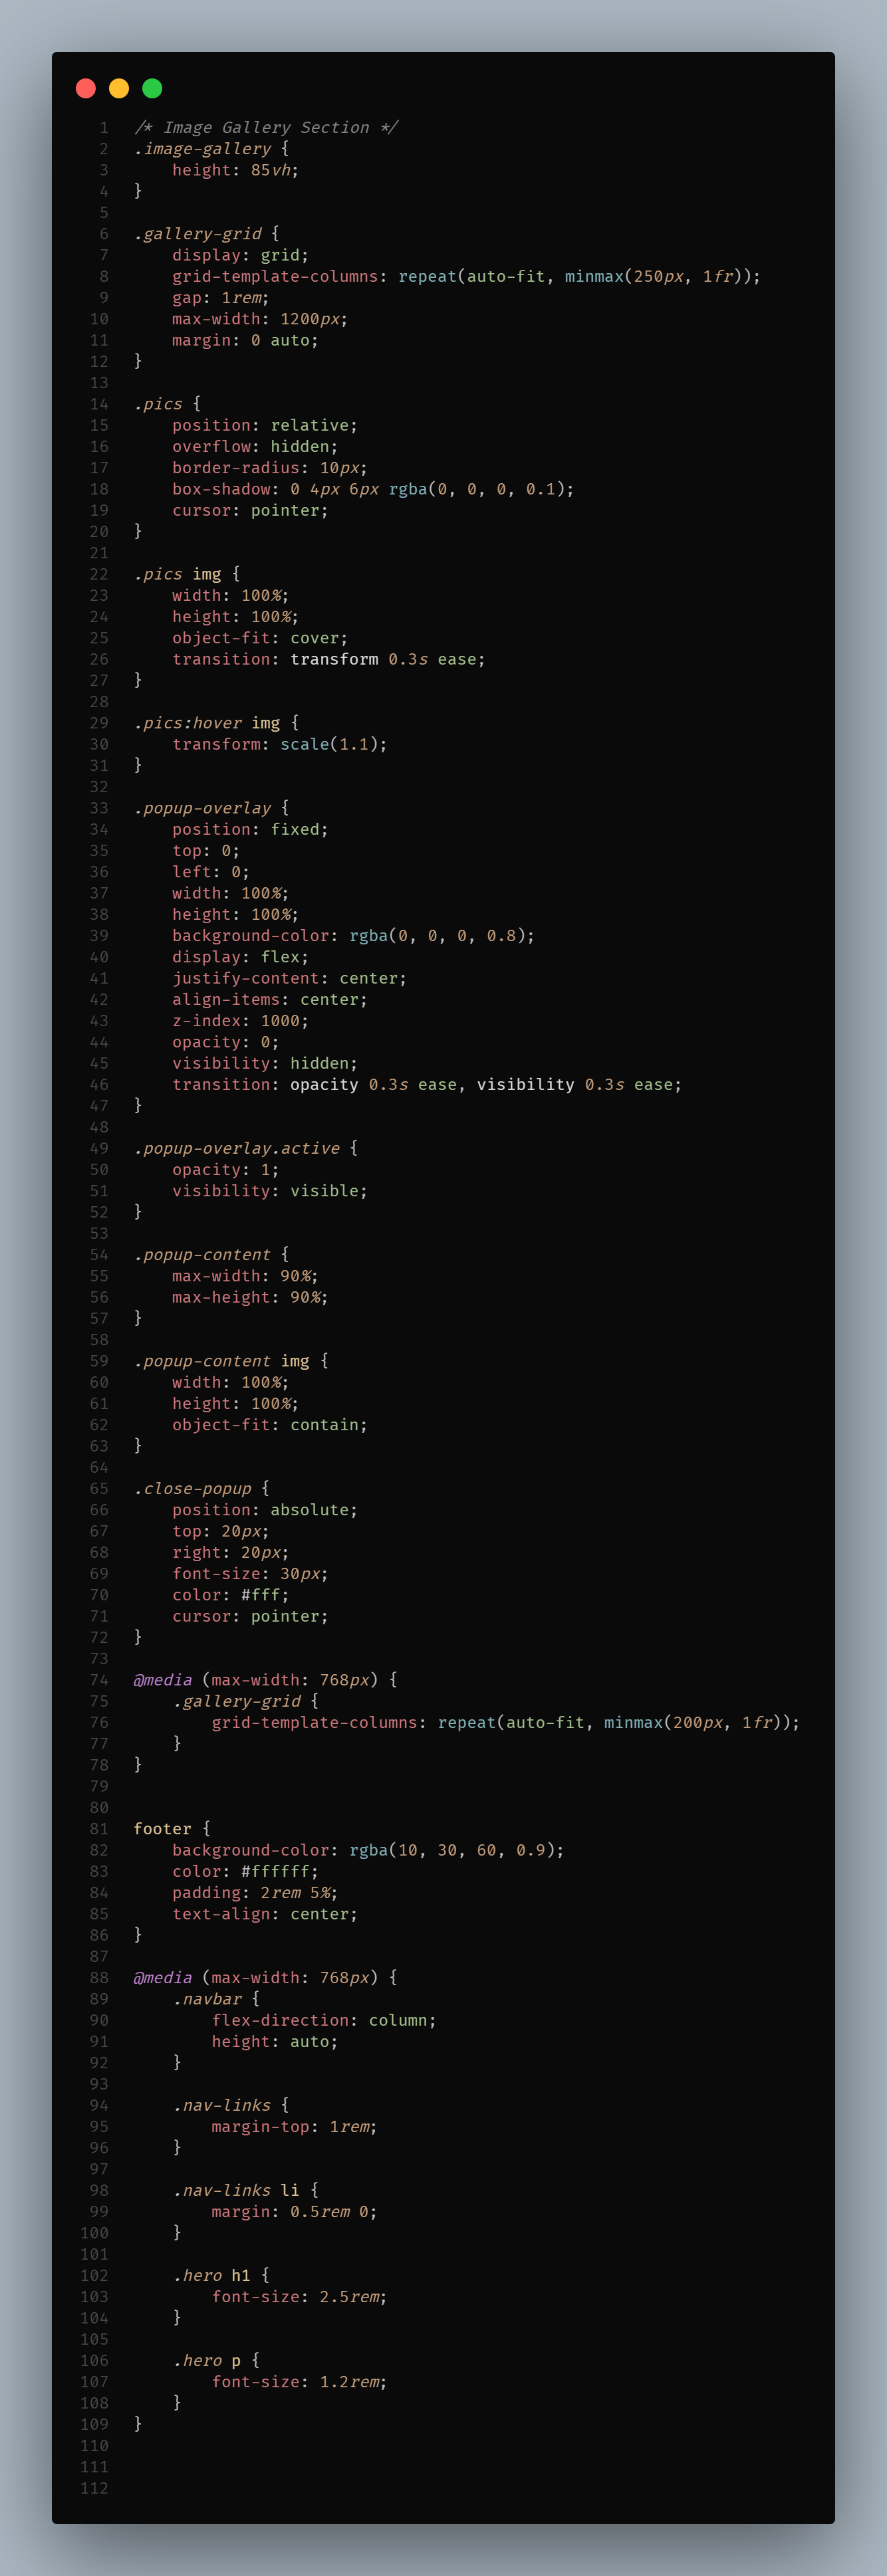 1 /* Image Gallery Section */
2 .image-gallery {
3     height: 85vh;
4 }
5
6 .gallery-grid {
7     display: grid;
8     grid-template-columns: repeat(auto-fit, minmax(250px, 1fr));
9     gap: 1rem;
10     max-width: 1200px;
11     margin: 0 auto;
12 }
13
14 .pics {
15     position: relative;
16     overflow: hidden;
17     border-radius: 10px;
18     box-shadow: 0 4px 6px rgba(0, 0, 0, 0.1);
19     cursor: pointer;
20 }
21
22 .pics img {
23     width: 100%;
24     height: 100%;
25     object-fit: cover;
26     transition: transform 0.3s ease;
27 }
28
29 .pics:hover img {
30     transform: scale(1.1);
31 }
32
33 .popup-overlay {
34     position: fixed;
35     top: 0;
36     left: 0;
37     width: 100%;
38     height: 100%;
39     background-color: rgba(0, 0, 0, 0.8);
40     display: flex;
41     justify-content: center;
42     align-items: center;
43     z-index: 1000;
44     opacity: 0;
45     visibility: hidden;
46     transition: opacity 0.3s ease, visibility 0.3s ease;
47 }
48
49 .popup-overlay.active {
50     opacity: 1;
51     visibility: visible;
52 }
53
54 .popup-content {
55     max-width: 90%;
56     max-height: 90%;
57 }
58
59 .popup-content img {
60     width: 100%;
61     height: 100%;
62     object-fit: contain;
63 }
64
65 .close-popup {
66     position: absolute;
67     top: 20px;
68     right: 20px;
69     font-size: 30px;
70     color: #fff;
71     cursor: pointer;
72 }
73
74 @media (max-width: 768px) {
75     .gallery-grid {
76         grid-template-columns: repeat(auto-fit, minmax(200px, 1fr));
77     }
78 }
79
80
81 footer {
82     background-color: rgba(10, 30, 60, 0.9);
83     color: #ffffff;
84     padding: 2rem 5%;
85     text-align: center;
86 }
87
88 @media (max-width: 768px) {
89     .navbar {
90         flex-direction: column;
91         height: auto;
92     }
93
94     .nav-links {
95         margin-top: 1rem;
96     }
97
98     .nav-links li {
99         margin: 0.5rem 0;
100     }
101
102     .hero h1 {
103         font-size: 2.5rem;
104     }
105
106     .hero p {
107         font-size: 1.2rem;
108     }
109 }
110
111
112